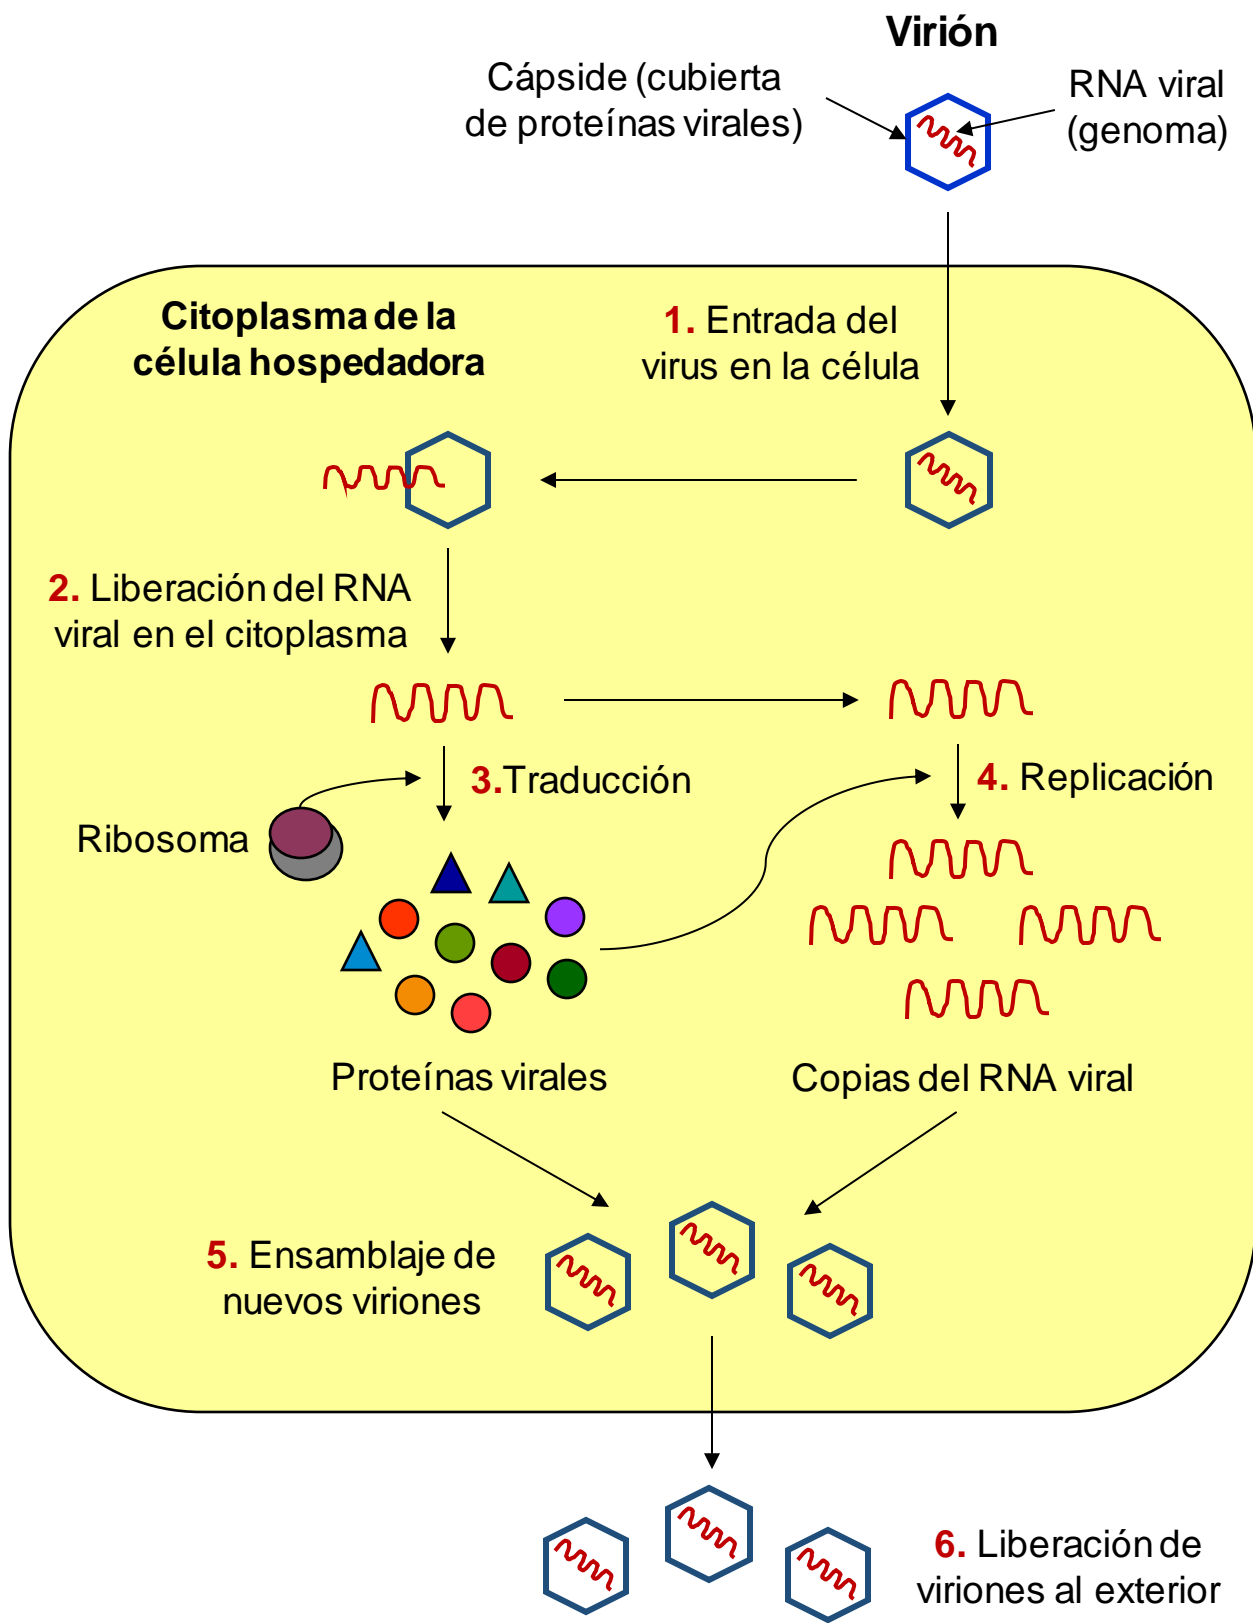 Virión
Cápside (cubierta
de proteínas virales)
RNA viral
(genoma)
Citoplasma de la
célula hospedadora
1. Entrada del
virus en la célula
2. Liberación del RNA
viral en el citoplasma
3.Traducción
4. Replicación
Ribosoma
Proteínas virales
Copias del RNA viral
5. Ensamblaje de
nuevos viriones
6. Liberación de
viriones al exterior